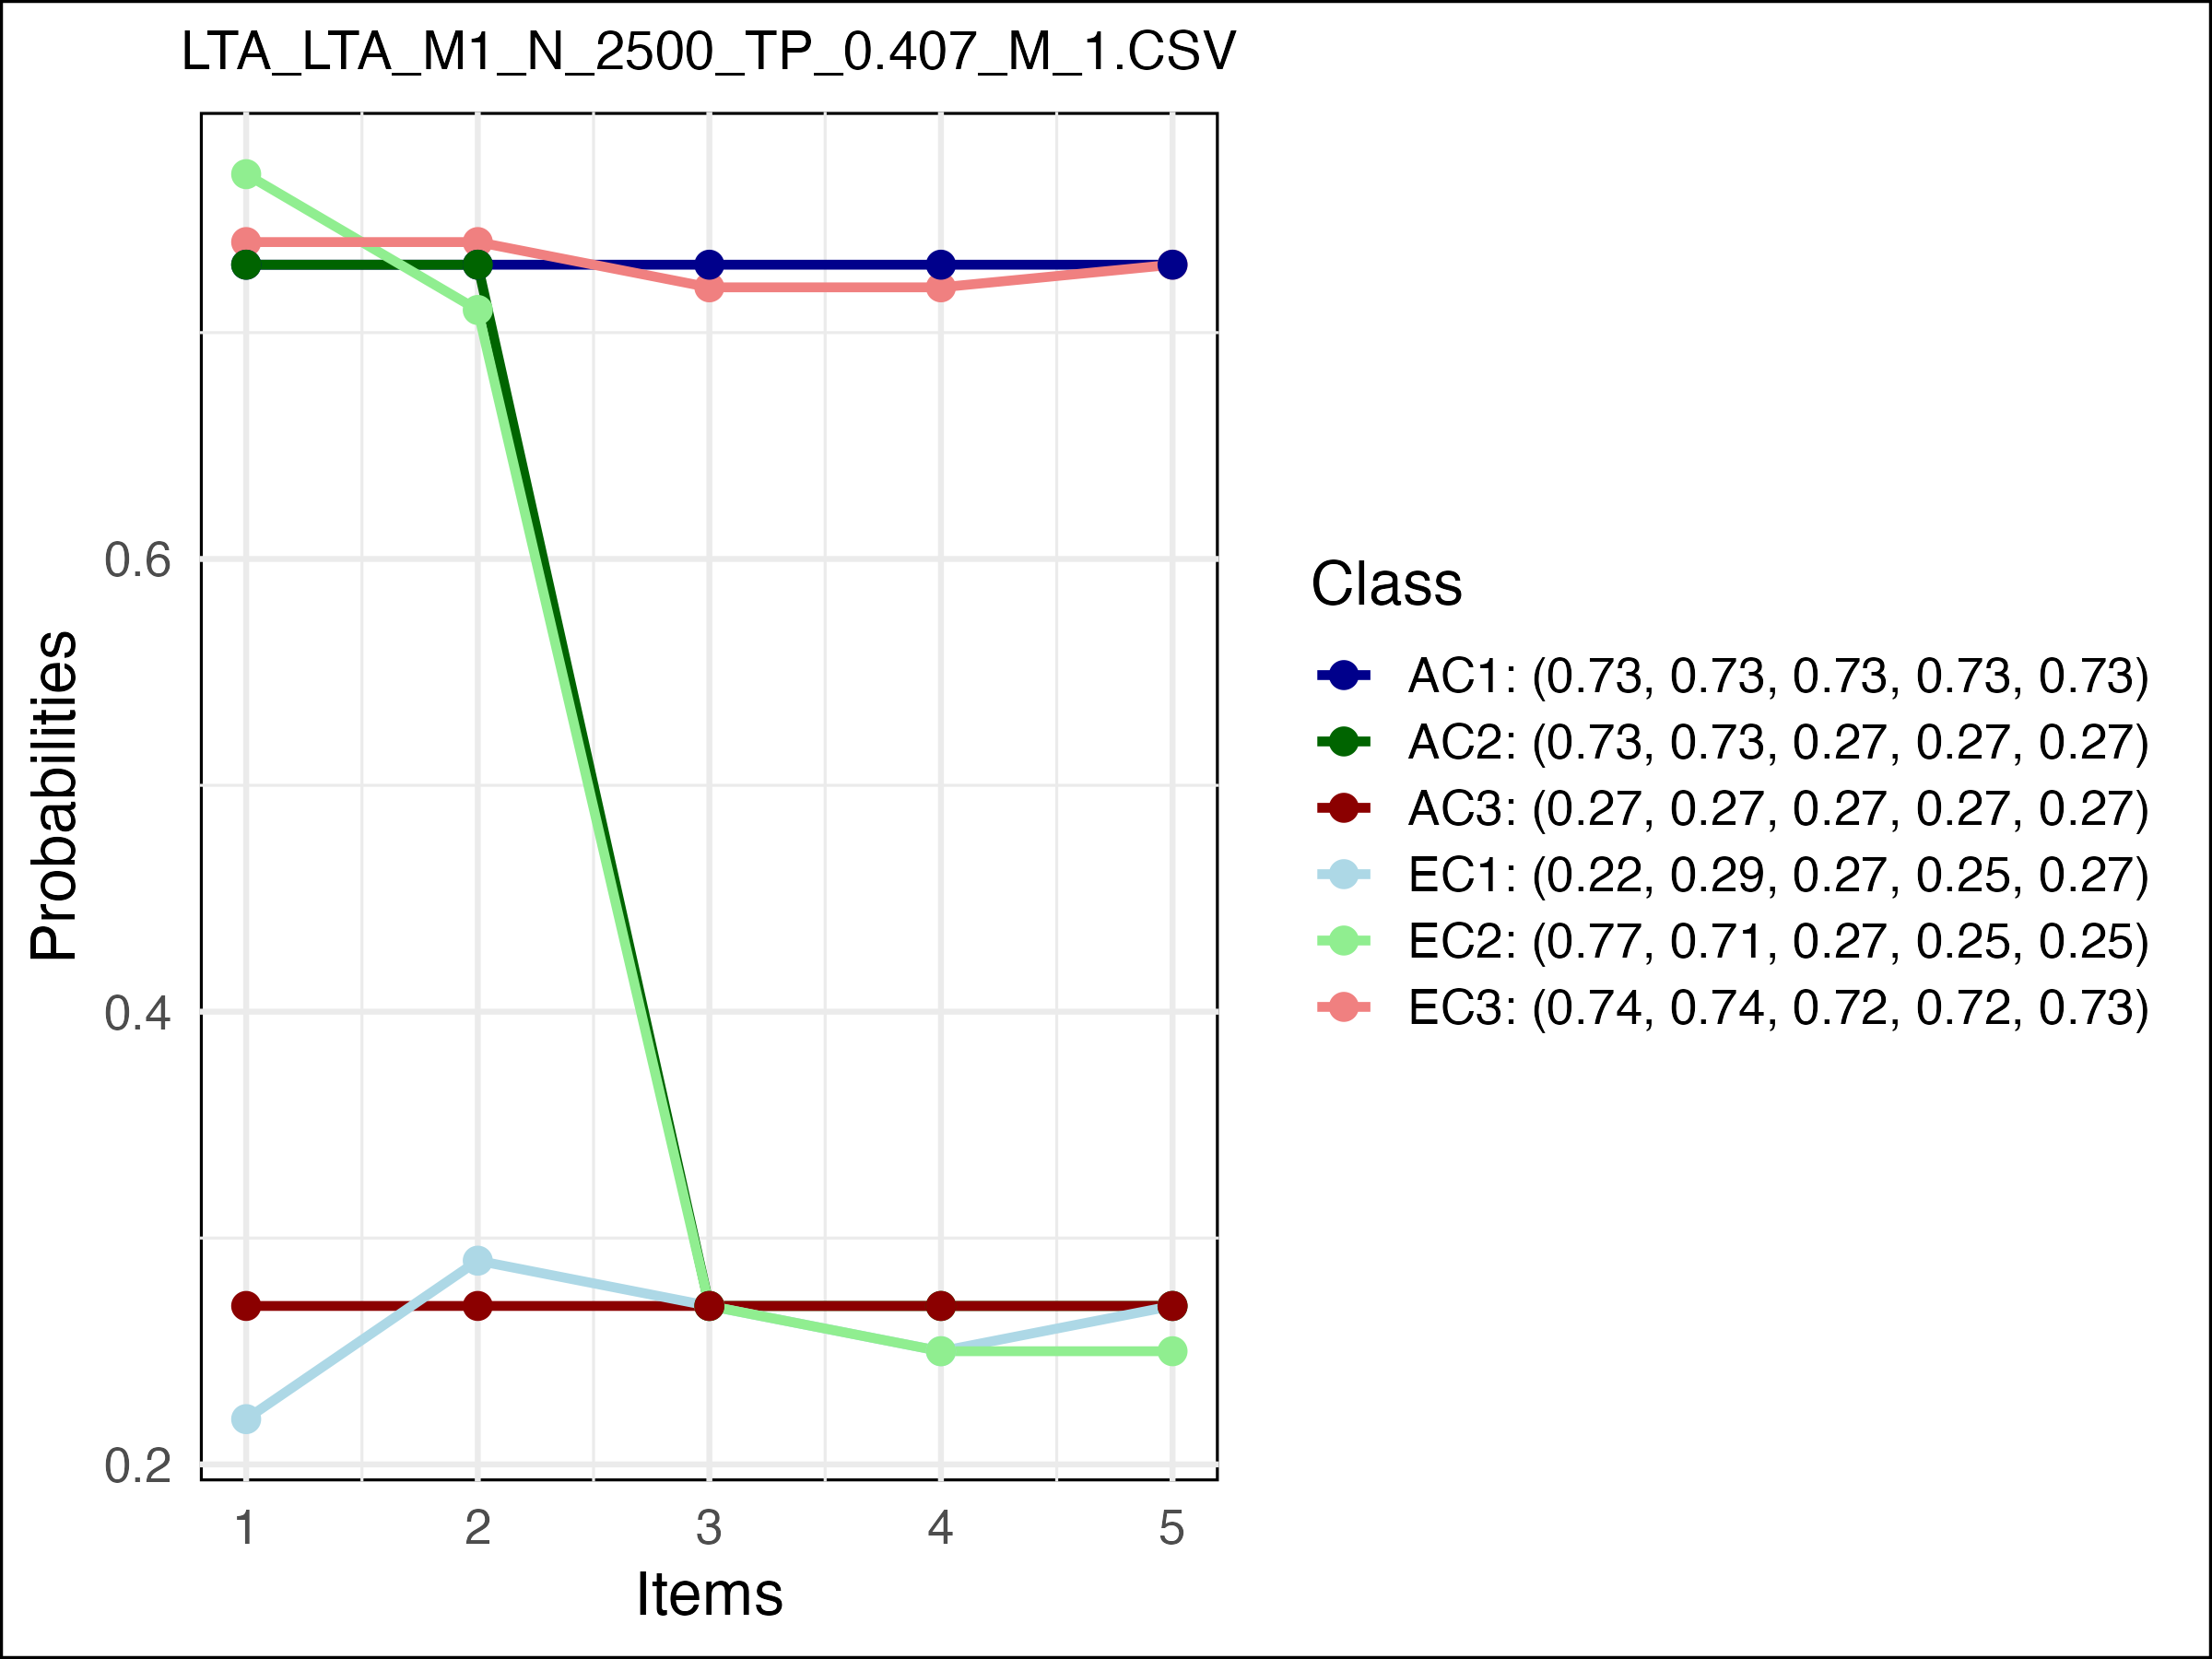 LTA_LTA_M1_N_2500_TP_0.407_M_1.CSV
Probabilities
0.6
0.4
0.2
1 2 3 4 5
Items
Class
AC1: (0.73, 0.73, 0.73, 0.73, 0.73)
AC2: (0.73, 0.73, 0.27, 0.27, 0.27)
AC3: (0.27, 0.27, 0.27, 0.27, 0.27)
EC1: (0.22, 0.29, 0.27, 0.25, 0.27)
EC2: (0.77, 0.71, 0.27, 0.25, 0.25)
EC3: (0.74, 0.74, 0.72, 0.72, 0.73)